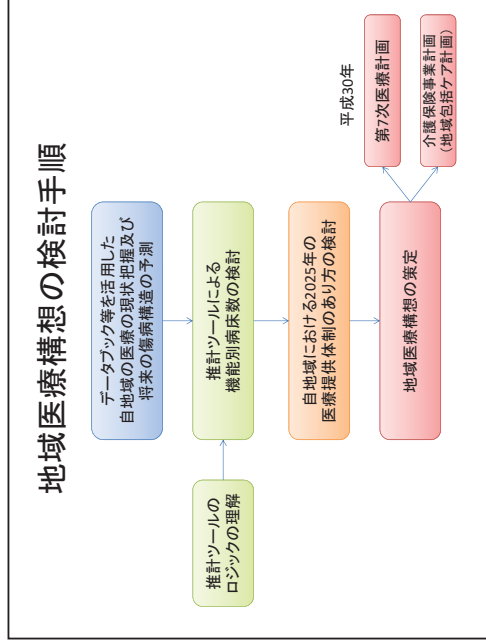 地域医療構想の検討手順
データブック等を活用した
自地域の医療の現状把握及び
将来の傷病構造の予測
推計ツールの
ロジックの理解
推計ツールによる
機能別病床数の検討
自地域における2025年の
医療提供体制のあり方の検討
地域医療構想の策定
平成30年
第7次医療計画
介護保険事業計画
(地域包括ケア計画)